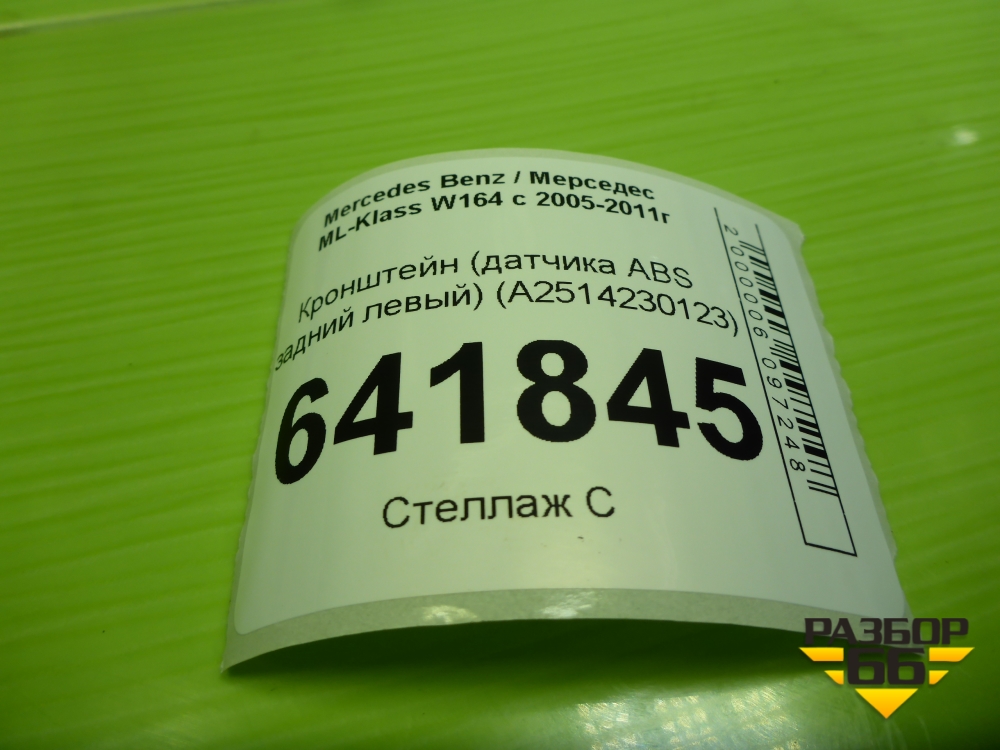 Mercedes Benz / Мерседес
ML-Klass W164 с 2005-2011г
Кронштейн (датчика ABS
задний левый) (A2514230123)
641845
Стеллаж С
2000006097248
РАЗБОР
66